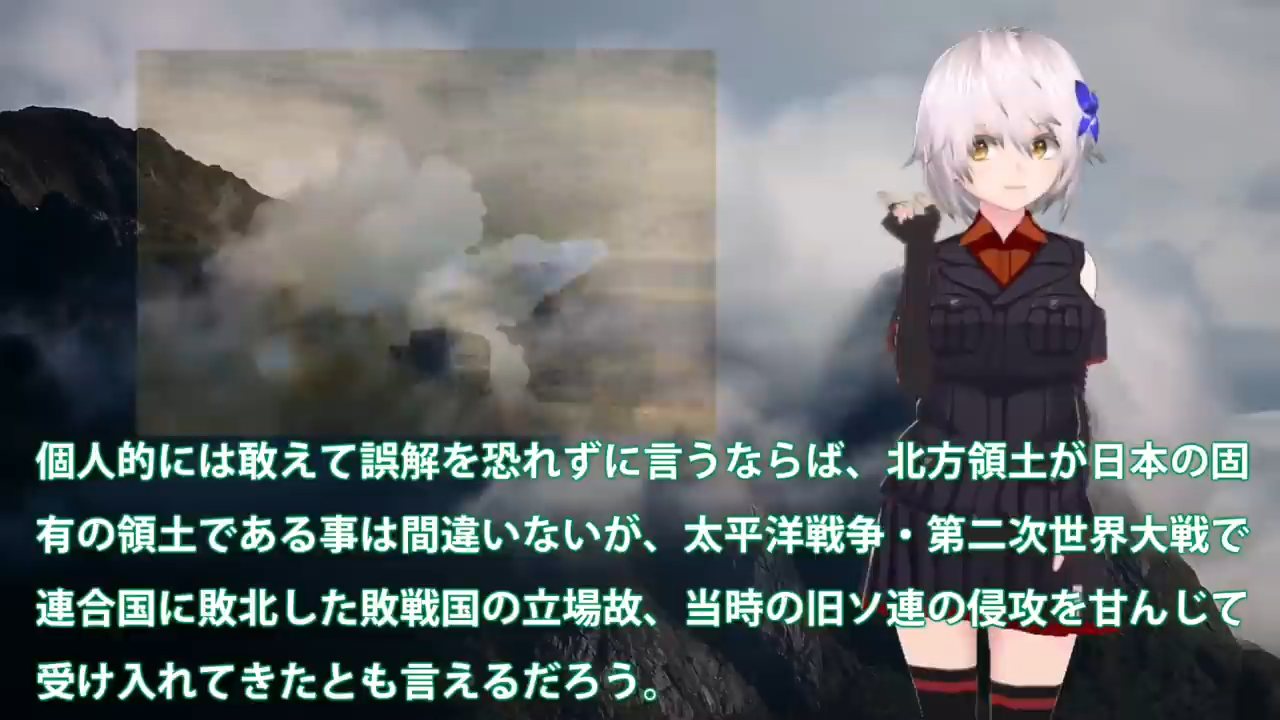 個人的には敢えて誤解を恐れずに言うならば、北方領土が日本の固
有の領土である事は間違いないが、太平洋戦争・第二次世界大戦で
連合国に敗北した敗戦国の立場故、当時の旧ソ連の侵攻を甘んじて
受け入れてきたとも言えるだろう。